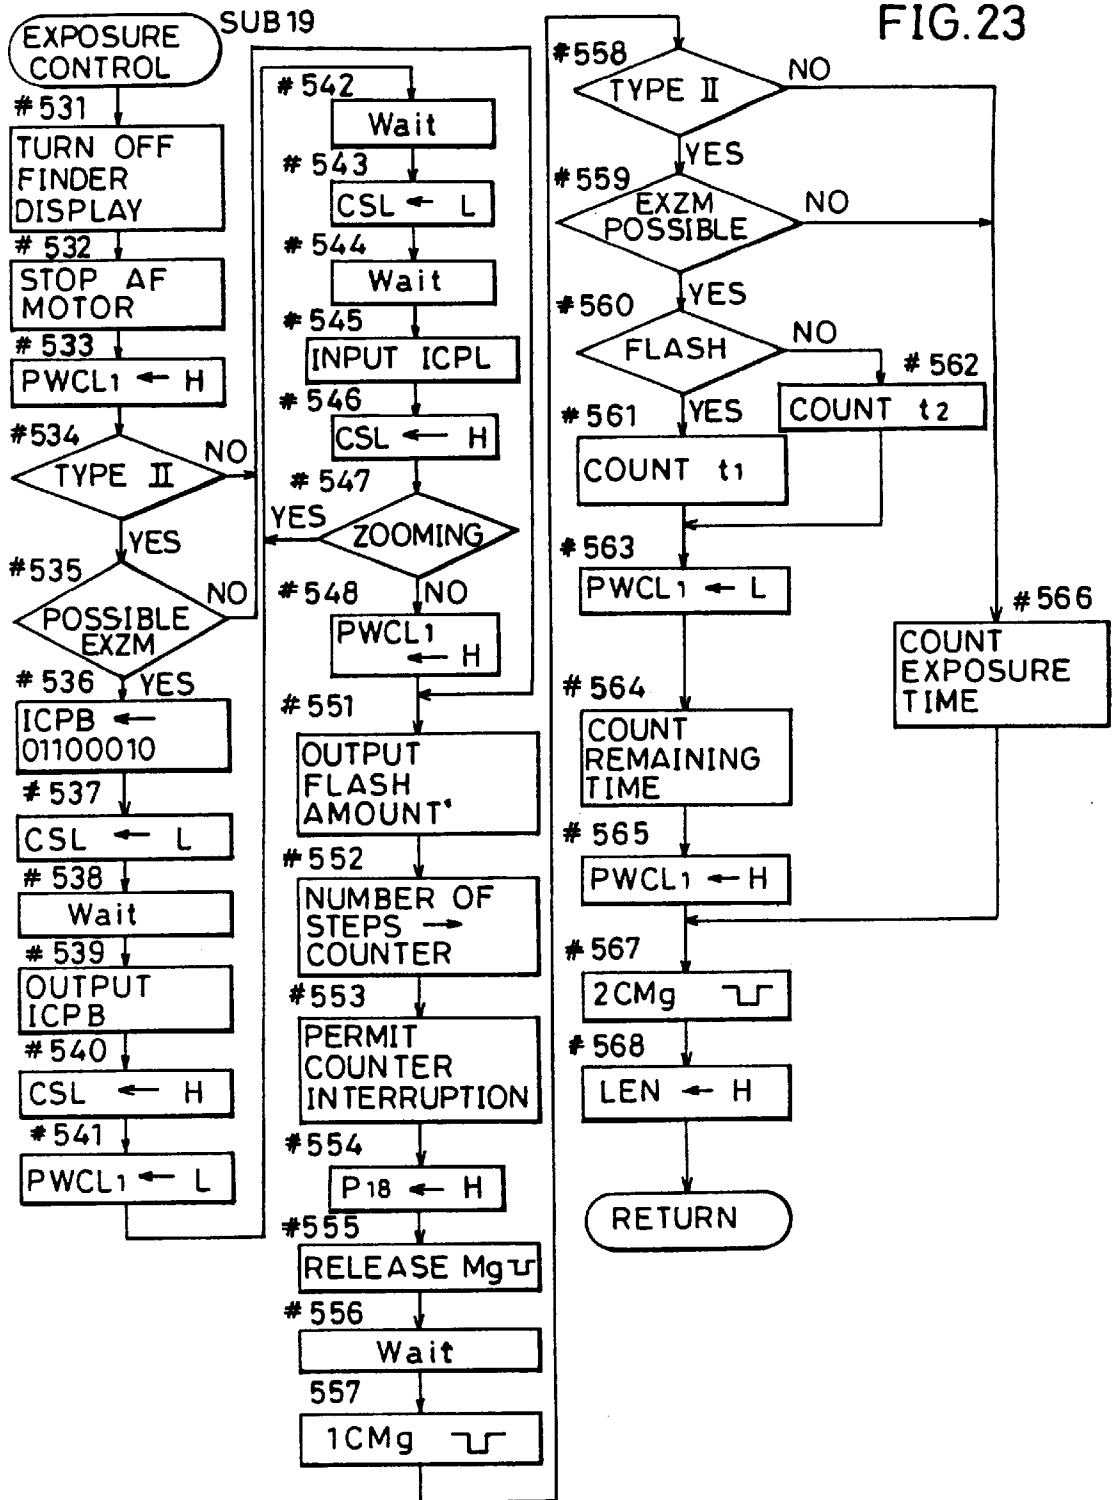 FIG.23
SUB19
EXPOSURE
CONTROL
#531
TURN OFF
FINDER
DISPLAY
#532
STOP AF
MOTOR
#533
PWCL1 ← H
#534
TYPE II
NO
YES
#535
POSSIBLE
EXZM
NO
YES
#536
ICPB ←
01100010
#537
CSL ← L
#538
Wait
#539
OUTPUT
ICPB
#540
CSL ← H
#541
PWCL1 ← L
#542
Wait
#543
CSL ← L
#544
Wait
#545
INPUT ICPL
#546
CSL ← H
#547
ZOOMING
YES
NO
#548
PWCL1
← H
#551
OUTPUT
FLASH
AMOUNT
#552
NUMBER OF
STEPS →
COUNTER
#553
PERMIT
COUNTER
INTERRUPTION
#554
P18 ← H
#555
RELEASE Mg
#556
Wait
557
1CMg
#558
TYPE II
NO
YES
#559
EXZM
POSSIBLE
NO
YES
#560
FLASH
NO
YES
#562
COUNT t2
#561
COUNT t1
#563
PWCL1 ← L
#566
COUNT
EXPOSURE
TIME
#564
COUNT
REMAINING
TIME
#565
PWCL1 ← H
#567
2CMg
#568
LEN ← H
RETURN